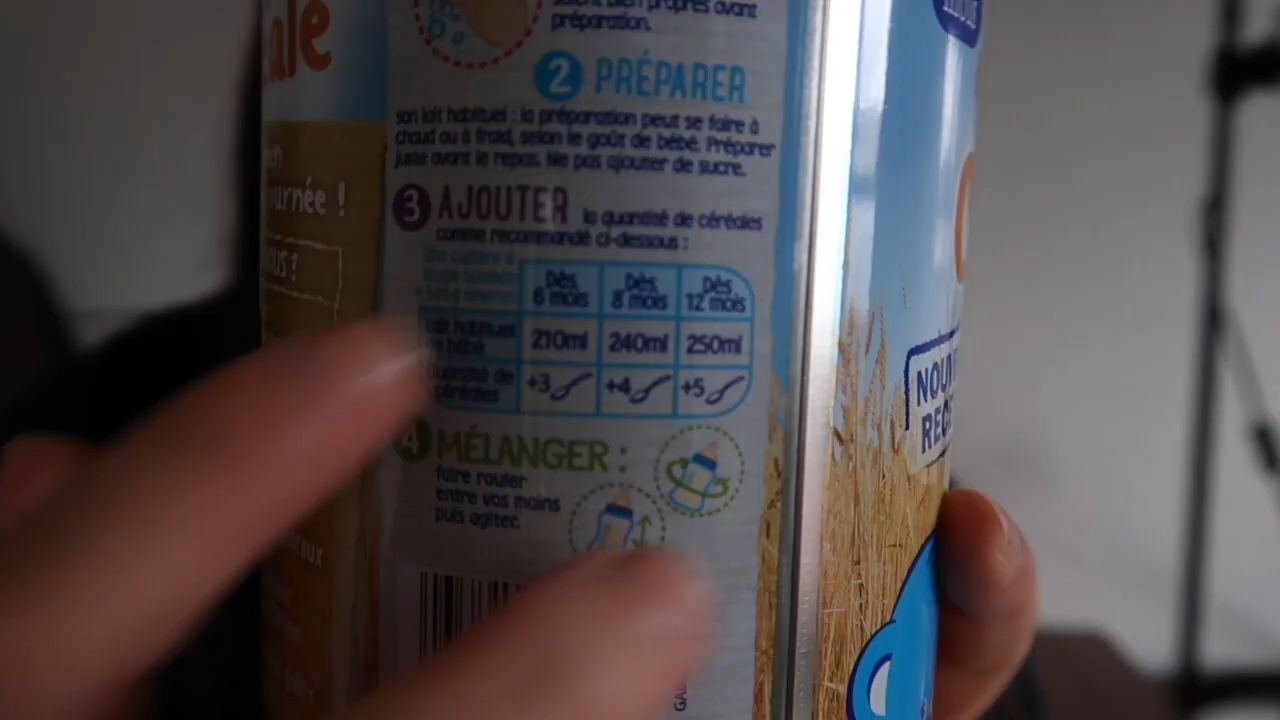 ale
soient bien propres avant
préparation.
2 PRÉPARER
son lait habituel : la préparation peut se faire à
chaud ou à froid, selon le goût de bébé. Préparer
juste avant le repas. Ne pas ajouter de sucre.
en
ournée !
OUS ?
3 AJOUTER la quantité de céréales
comme recommandé ci-dessous :
Dès 6 mois
Dès 8 mois
Dès 12 mois
lait habituel de bébé
210ml 240ml 250ml
quantité de céréales
+3 +4 +5
4 MÉLANGER :
faire rouler
entre vos mains
puis agiter.
NOUV
REC